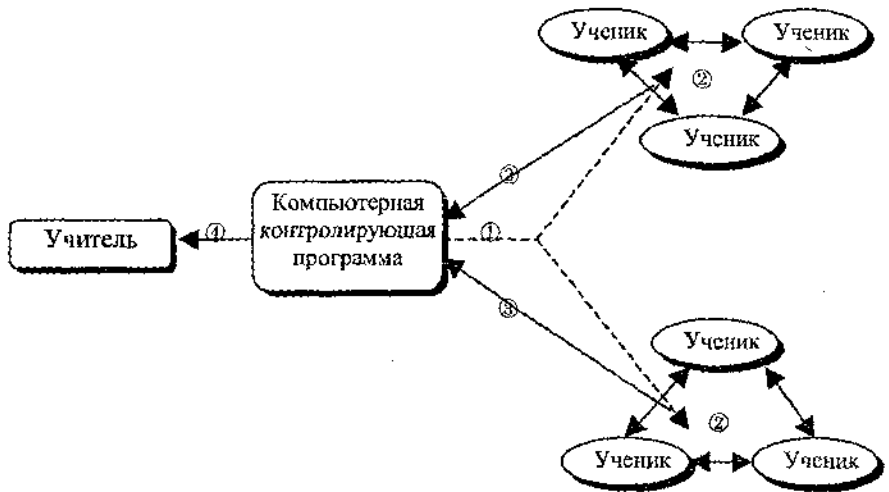 Ученик
Ученик
②
Ученик
③
Компьютерная
контролирующая
программа
Учитель
④
①
③
Ученик
②
Ученик
Ученик